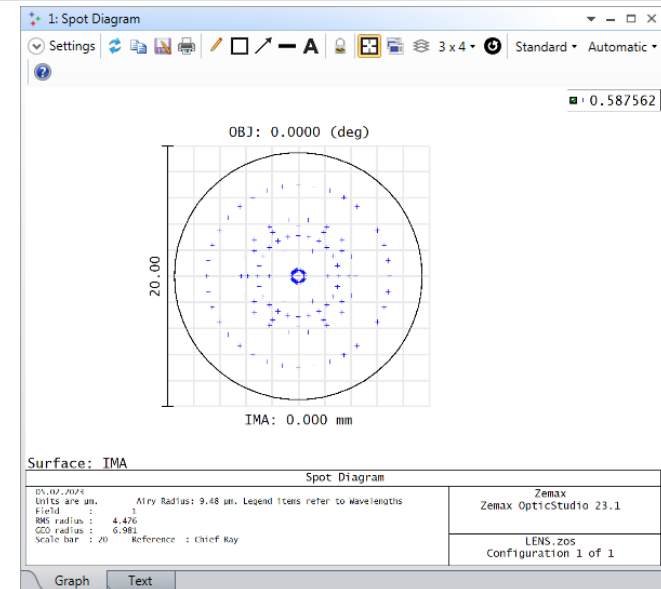 1: Spot Diagram
Settings
3 x 4
Standard
Automatic
0.587562
OBJ: 0.0000 (deg)
20.00
IMA: 0.000 mm
Surface: IMA
Spot Diagram
05.02.2023
Units are µm. Airy Radius: 9.48 µm. Legend items refer to Wavelengths
Field : 1
RMS radius : 4.476
GEO radius : 6.981
Scale bar : 20 Reference : Chief Ray
Zemax
Zemax OpticStudio 23.1
LENS.zos
Configuration 1 of 1
Graph
Text